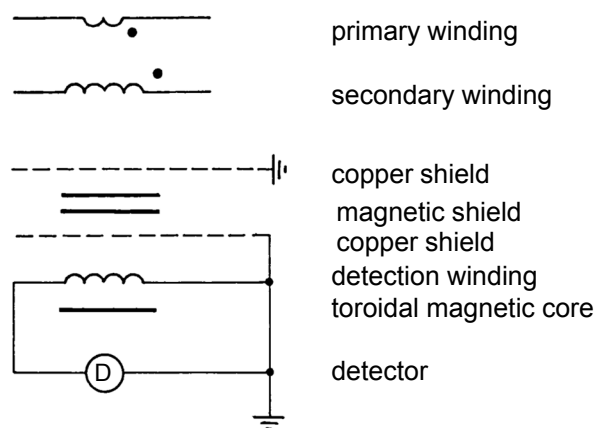 primary winding
secondary winding
copper shield
magnetic shield
copper shield
detection winding
toroidal magnetic core
D
detector